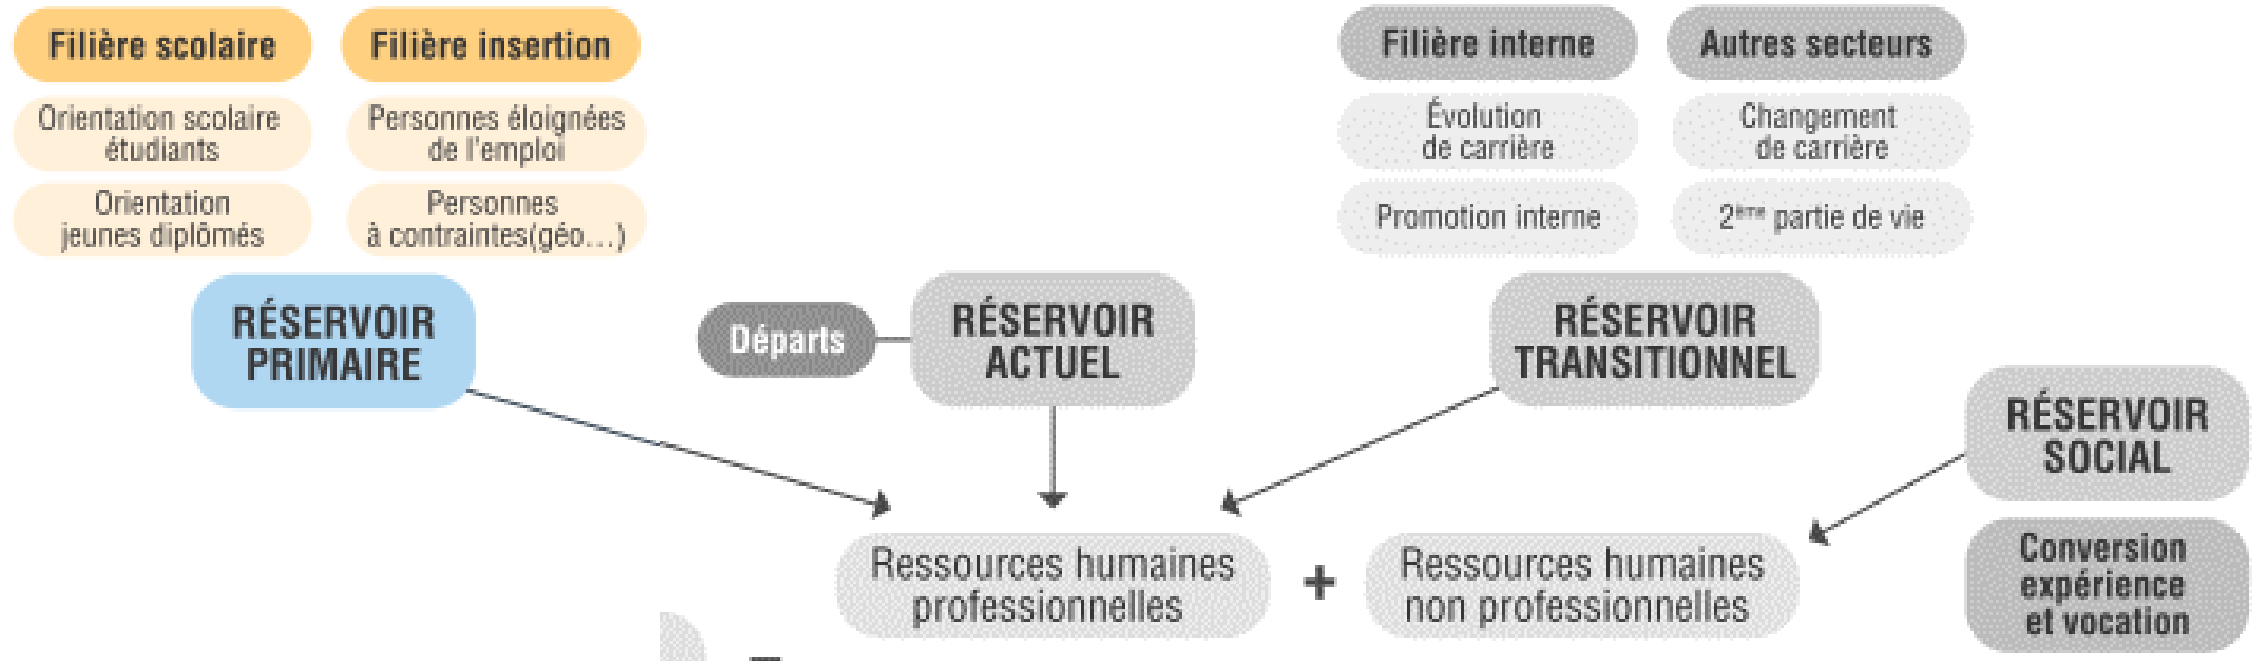 Filière scolaire
Filière insertion
Filière interne
Autres secteurs
Orientation scolaire
étudiants
Personnes éloignées
de l'emploi
Évolution
de carrière
Changement
de carrière
Orientation
jeunes diplômés
Personnes
à contraintes(géo...)
Promotion interne
2ème partie de vie
RÉSERVOIR
PRIMAIRE
Départs
RÉSERVOIR
ACTUEL
RÉSERVOIR
TRANSITIONNEL
RÉSERVOIR
SOCIAL
Ressources humaines
professionnelles
+
Ressources humaines
non professionnelles
Conversion
expérience
et vocation